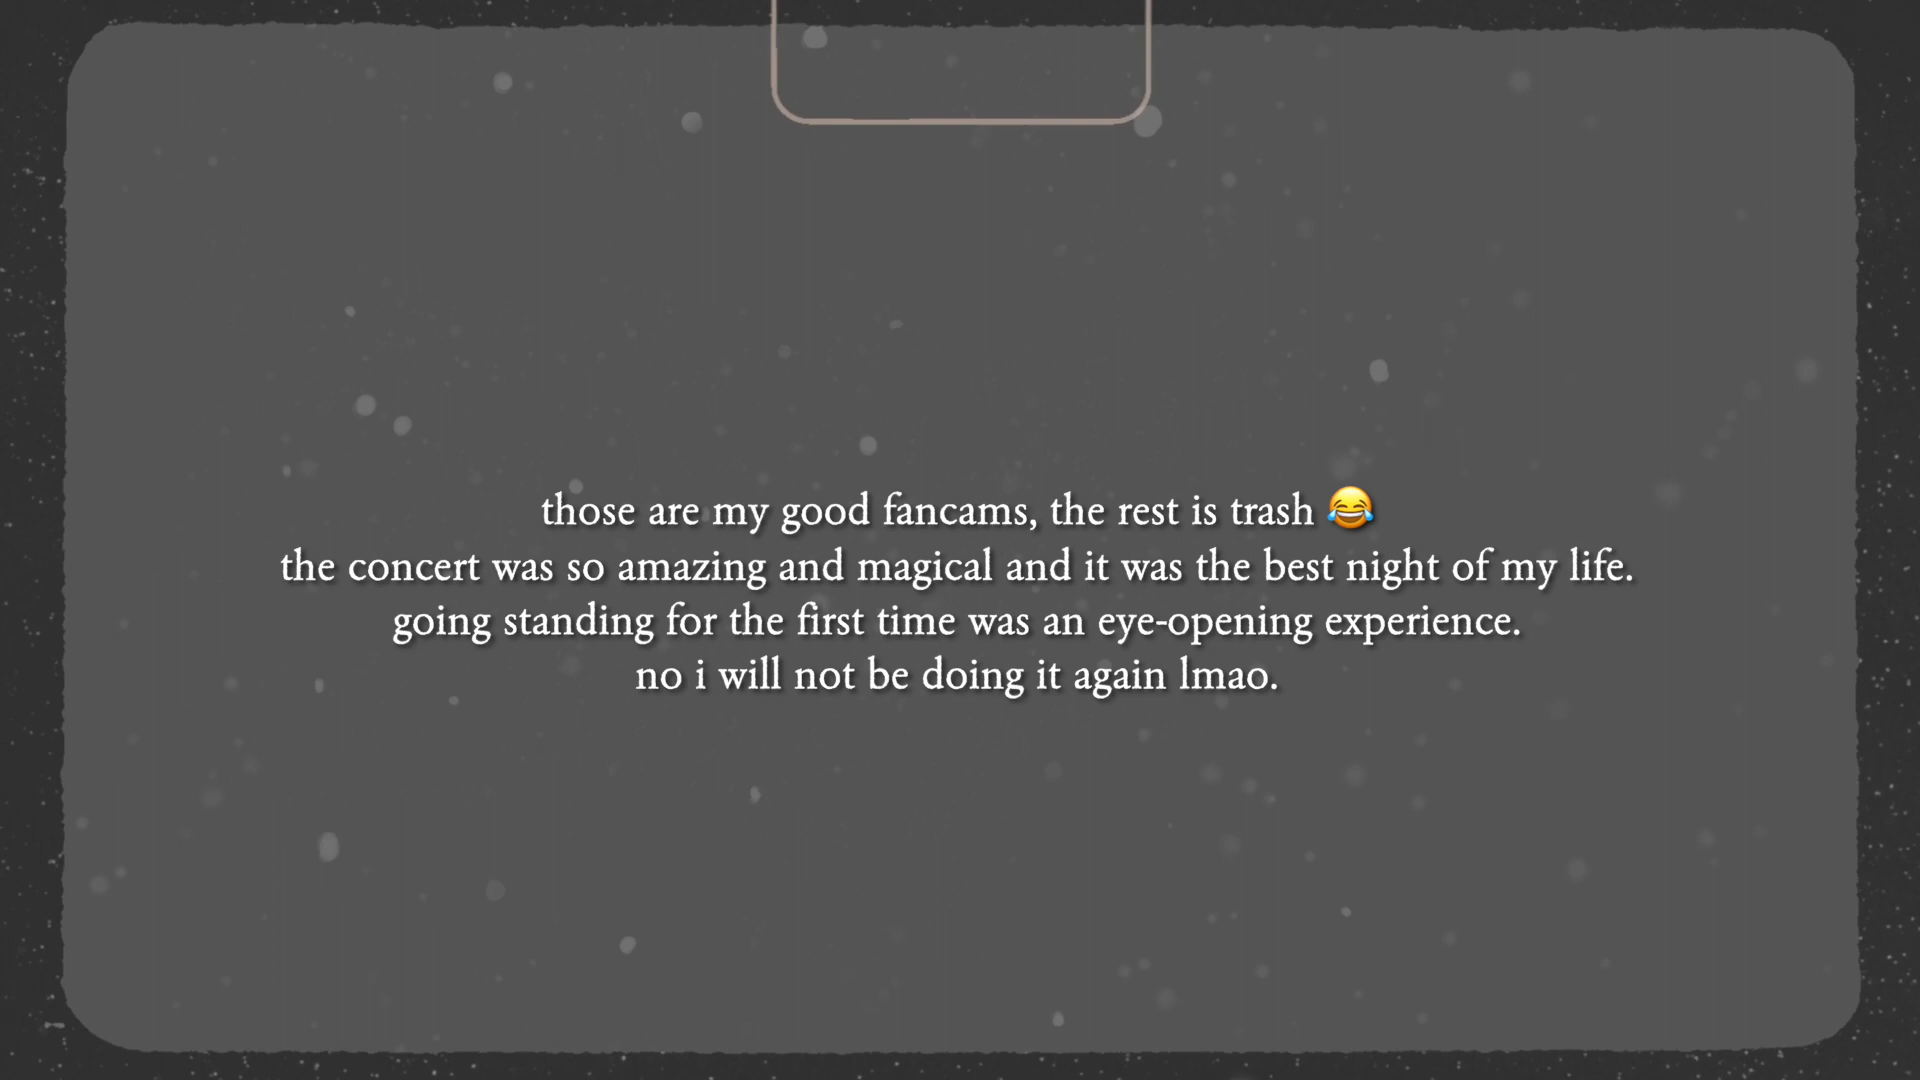 those are my good fancams, the rest is trash 😂
the concert was so amazing and magical and it was the best night of my life.
going standing for the first time was an eye-opening experience.
no i will not be doing it again lmao.